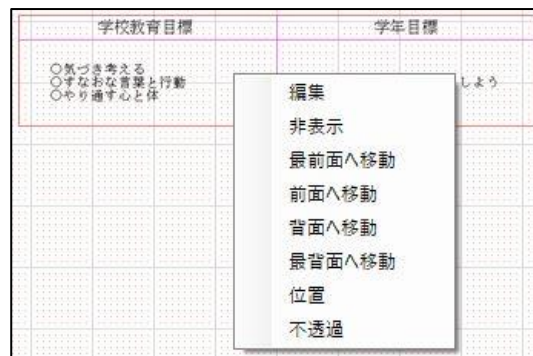 学校教育目標
学年目標
○気づき考える
○すなおな言葉と行動
○やり通す心と体
しよう
編集
非表示
最前面へ移動
前面へ移動
背面へ移動
最背面へ移動
位置
不透過